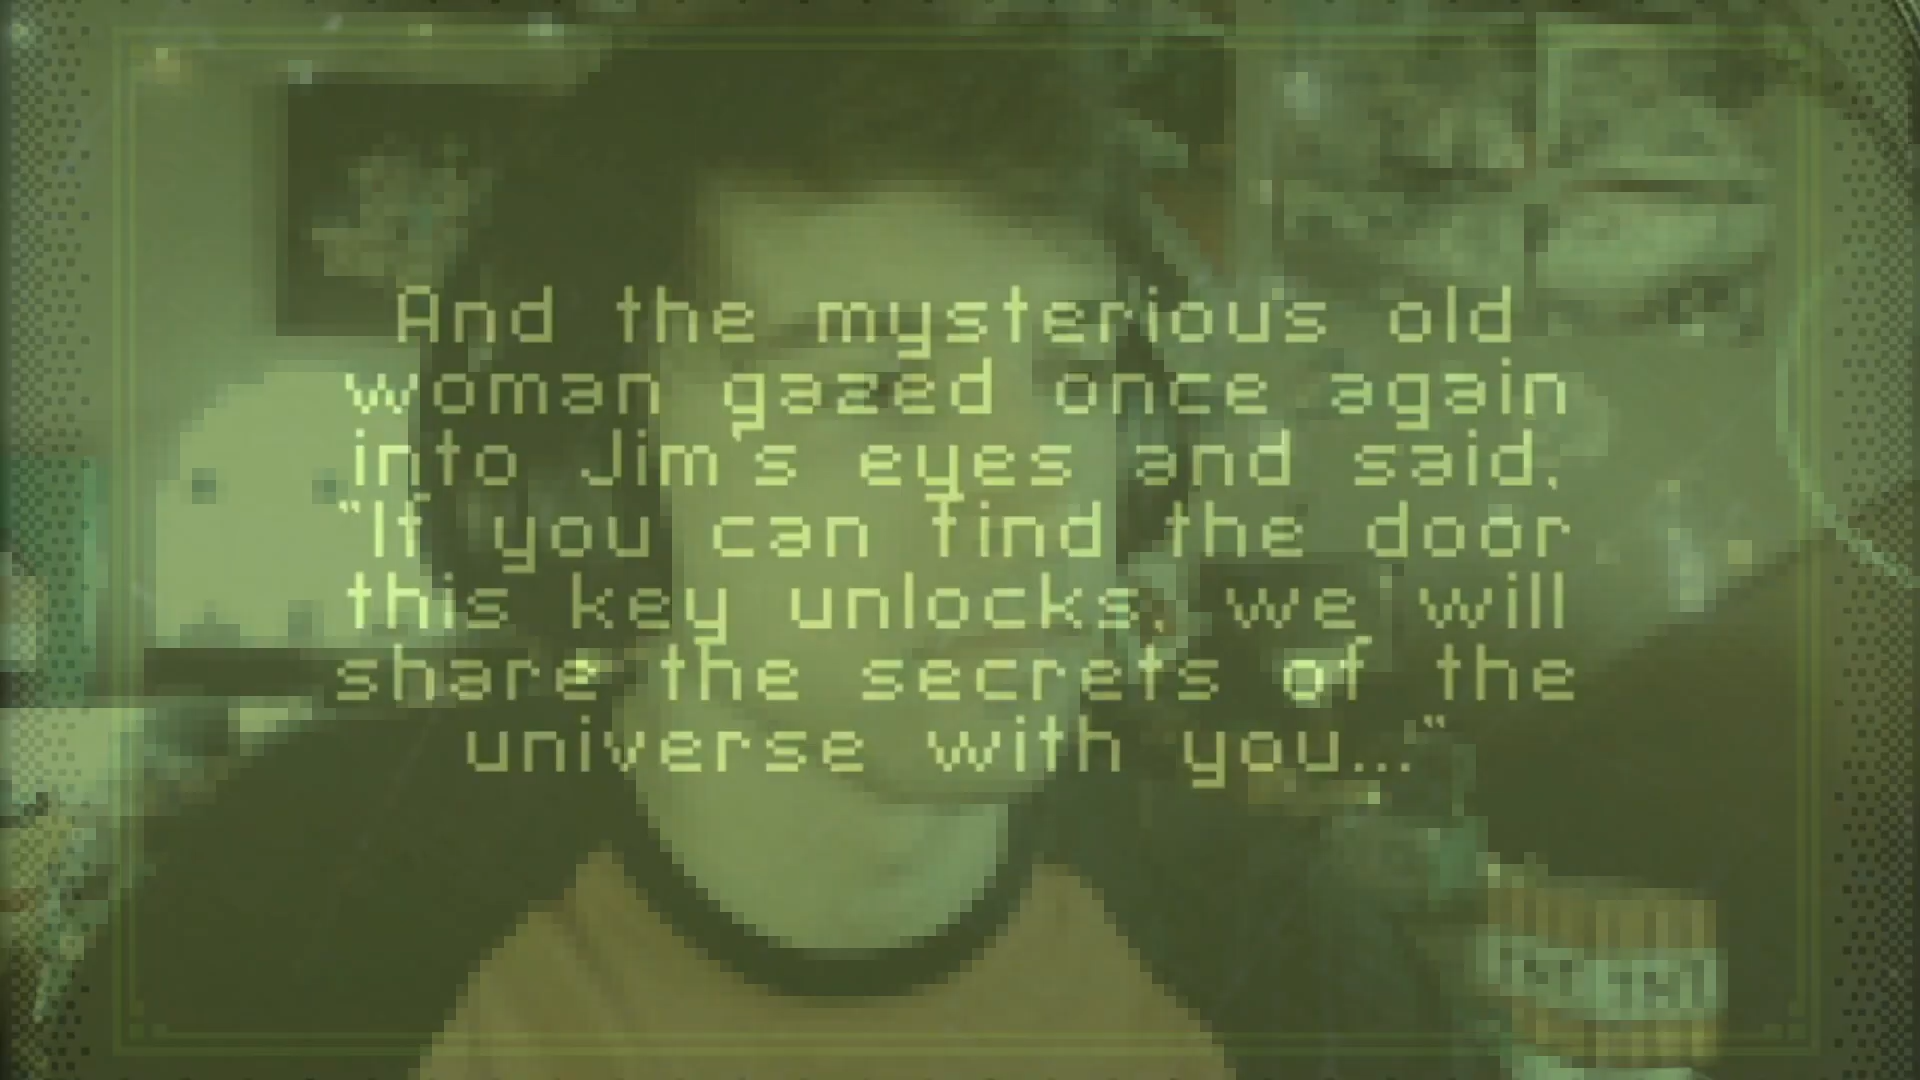 And the mysterious old
woman gazed once again
into Jim's eyes and said,
"If you can find the door
this key unlocks, we will
share the secrets of the
universe with you..."